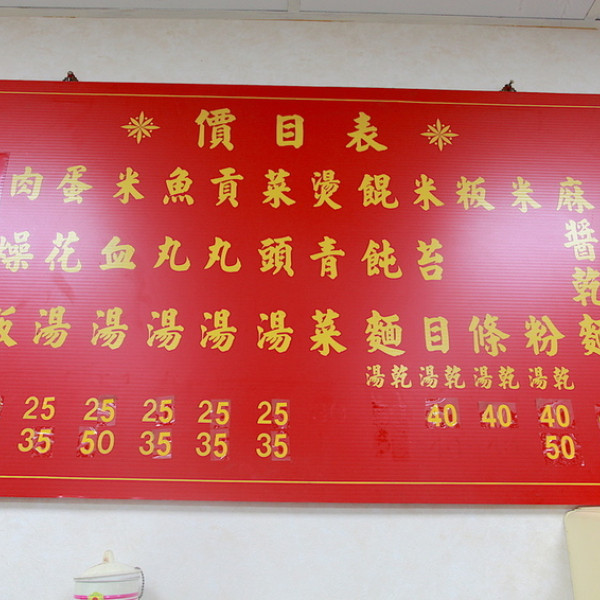 價目表
麻醬乾麵
米粉
湯乾
40
50
粄條
湯乾
40
米苔目
湯乾
40
餛飩麵
湯乾
燙青菜
菜頭湯
25
35
貢丸湯
25
35
魚丸湯
25
35
米血湯
25
50
蛋花湯
25
35
肉燥飯